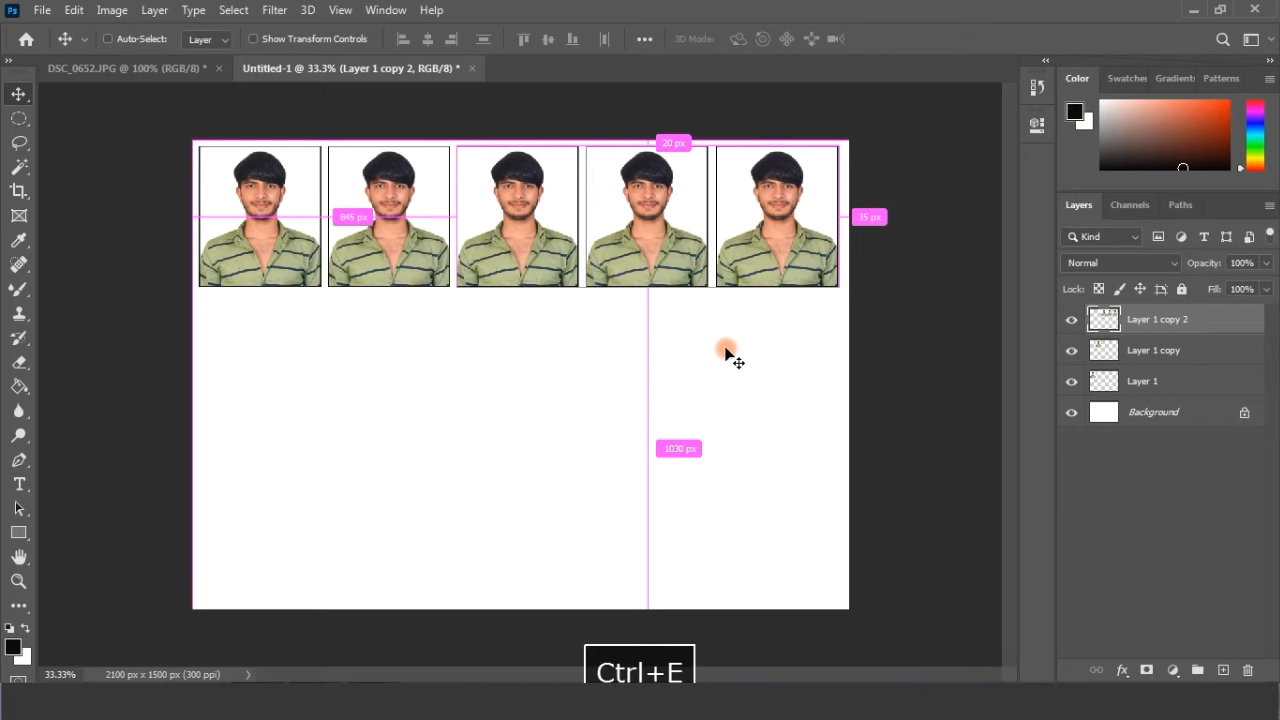 Ps File Edit Image Layer Type Select Filter 3D View Window Help
Auto-Select: Layer Show Transform Controls 3D Mode:
DSC_0652.JPG @ 100% (RGB/8) * × Untitled-1 @ 33.3% (Layer 1 copy 2, RGB/8) * ×
Color Swatches Gradients Patterns
20 px
845 px
35 px
1030 px
Layers Channels Paths
Kind
Normal Opacity: 100%
Lock: Fill: 100%
Layer 1 copy 2
Layer 1 copy
Layer 1
Background
Ctrl+E
33.33% 2100 px x 1500 px (300 ppi)